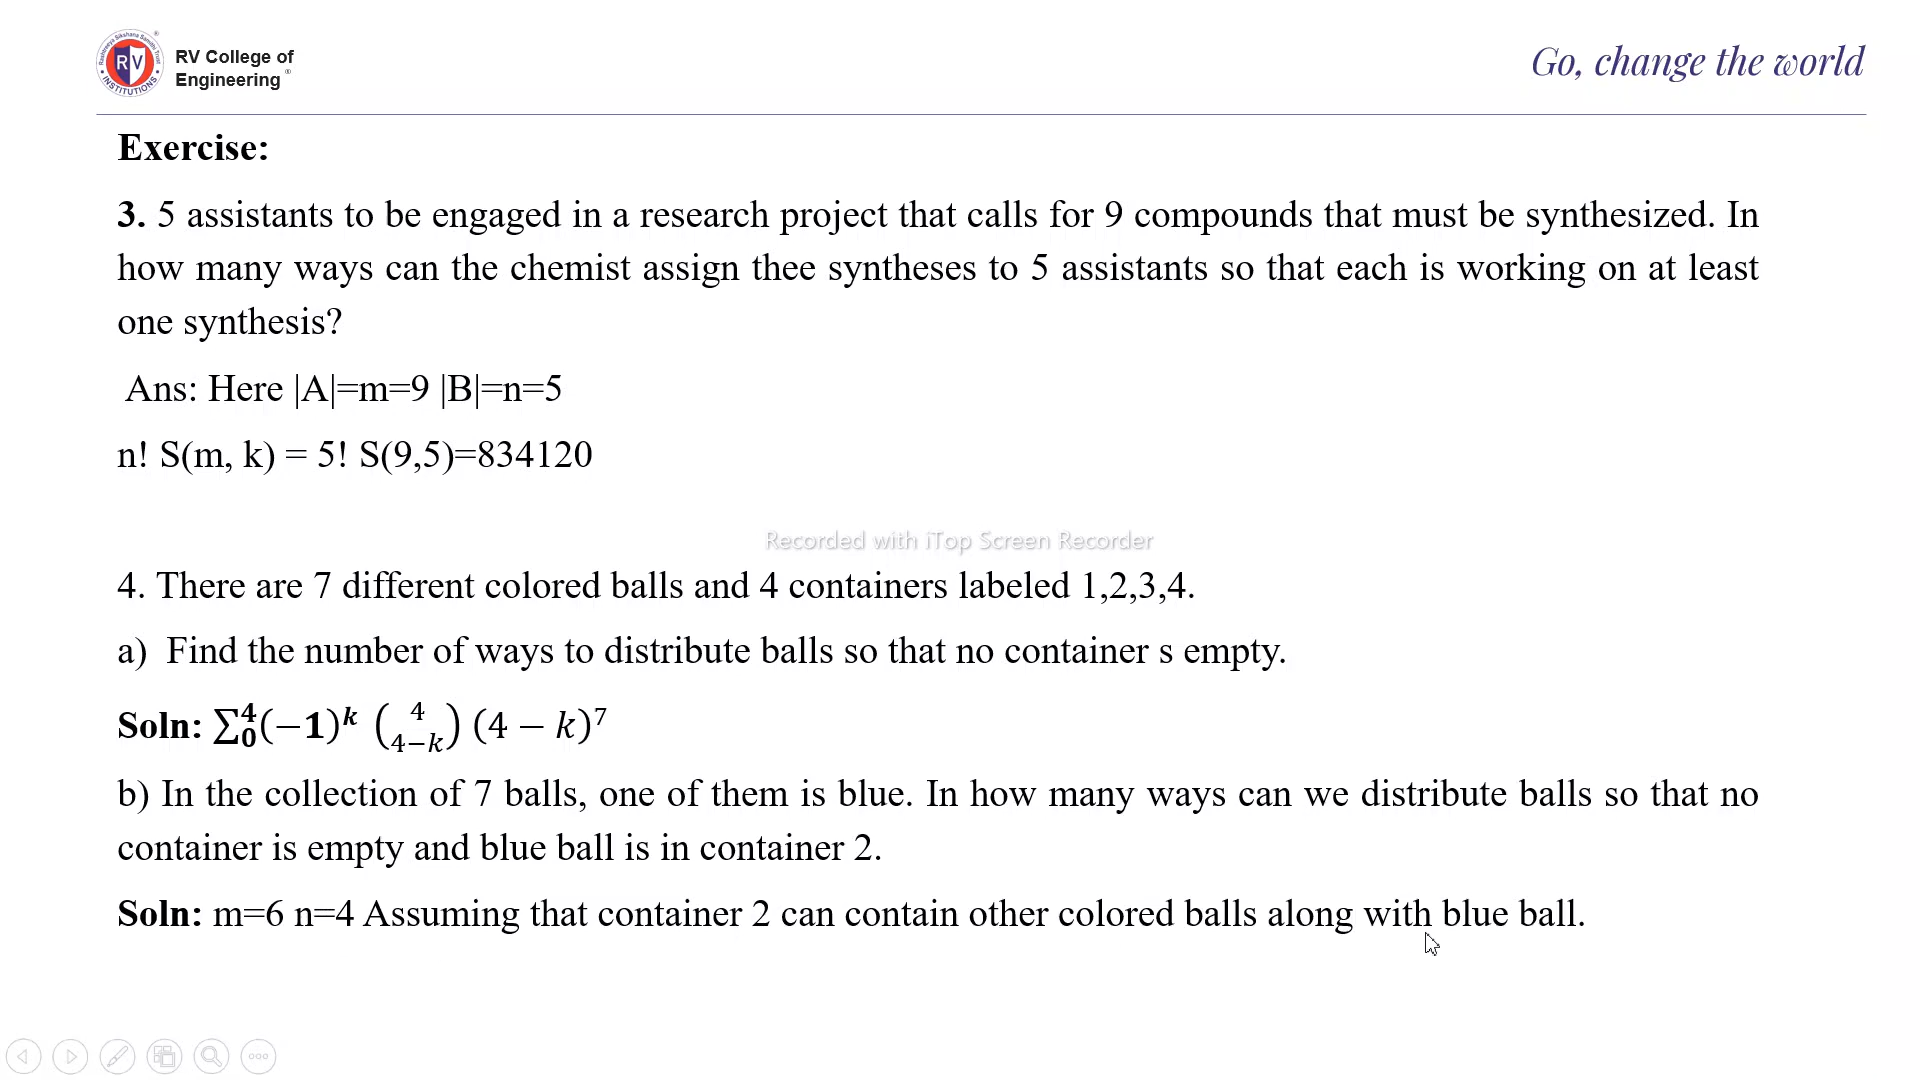 RV College of
Engineering ®
Go, change the world
Exercise:
3. 5 assistants to be engaged in a research project that calls for 9 compounds that must be synthesized. In
how many ways can the chemist assign thee syntheses to 5 assistants so that each is working on at least
one synthesis?
Ans: Here |A|=m=9 |B|=n=5
n! S(m, k) = 5! S(9,5)=834120
Recorded with iTop Screen Recorder
4. There are 7 different colored balls and 4 containers labeled 1,2,3,4.
a) Find the number of ways to distribute balls so that no container s empty.
Soln: ∑₀⁴(−1)ᵏ (4 4−k) (4 − k)⁷
b) In the collection of 7 balls, one of them is blue. In how many ways can we distribute balls so that no
container is empty and blue ball is in container 2.
Soln: m=6 n=4 Assuming that container 2 can contain other colored balls along with blue ball.